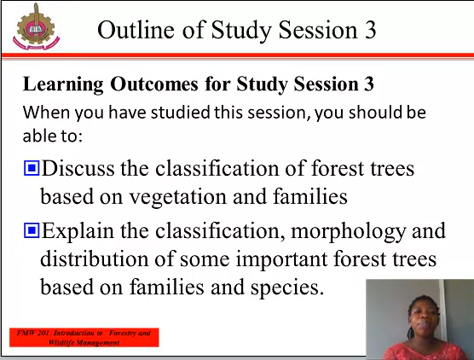 Outline of Study Session 3
Learning Outcomes for Study Session 3
When you have studied this session, you should be
able to:
Discuss the classification of forest trees
based on vegetation and families
Explain the classification, morphology and
distribution of some important forest trees
based on families and species.
FMW 201: Introduction to Forestry and
Wildlife Management